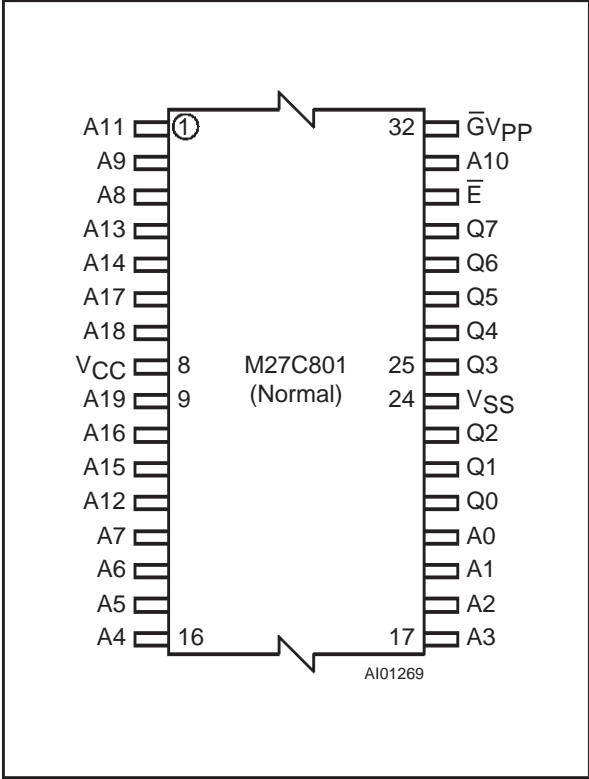 A11 1 32 G̅VPP
A9 A10
A8 E̅
A13 Q7
A14 Q6
A17 Q5
A18 Q4
VCC 8 M27C801 25 Q3
A19 9 (Normal) 24 VSS
A16 Q2
A15 Q1
A12 Q0
A7 A0
A6 A1
A5 A2
A4 16 17 A3
AI01269